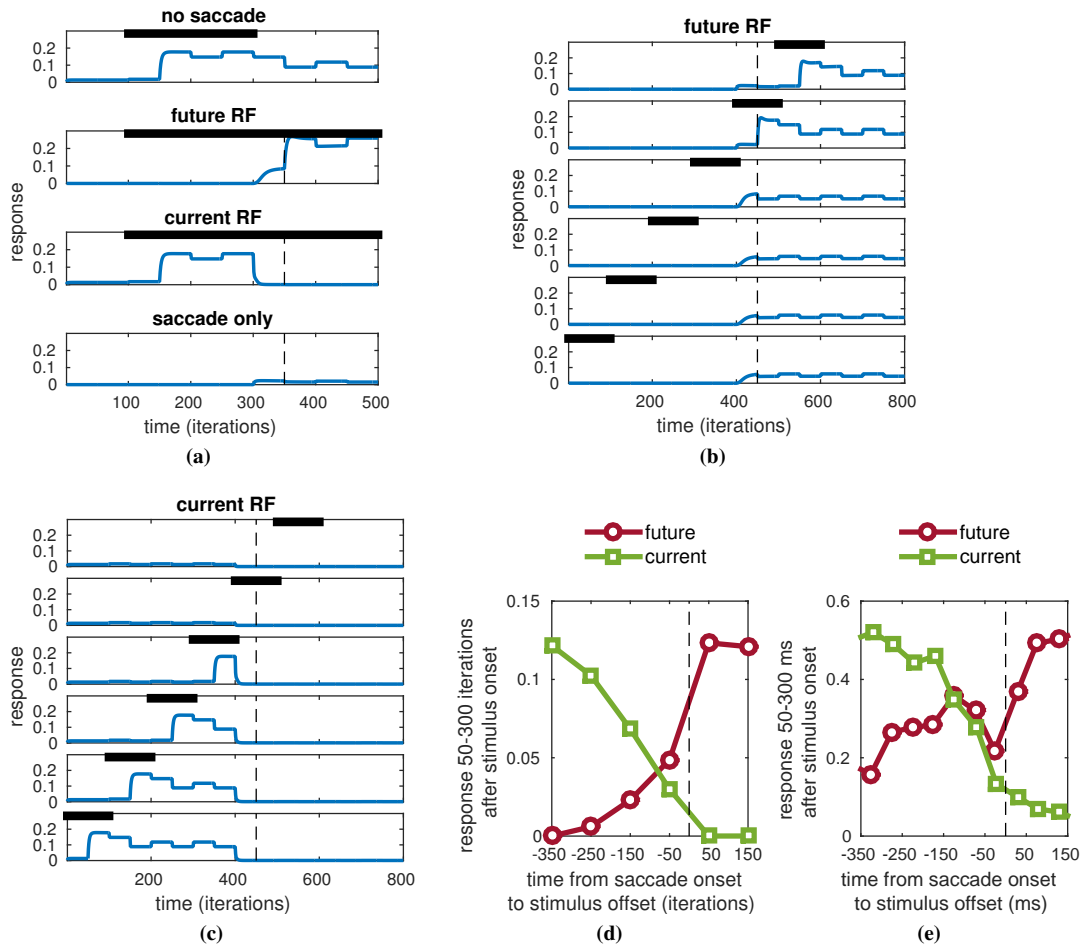 no saccade
0.2
0.1
0
future RF
0.2
0.1
0
current RF
0.2
0.1
0
saccade only
0.2
0.1
0
response
100 200 300 400 500
time (iterations)
(a)
future RF
0.2
0.1
0
0.2
0.1
0
0.2
0.1
0
0.2
0.1
0
0.2
0.1
0
0.2
0.1
0
response
200 400 600 800
time (iterations)
(b)
current RF
0.2
0.1
0
0.2
0.1
0
0.2
0.1
0
0.2
0.1
0
0.2
0.1
0
0.2
0.1
0
response
200 400 600 800
time (iterations)
(c)
future
current
0.15
0.1
0.05
0
response 50-300 iterations
after stimulus onset
-350 -250 -150 -50 50 150
time from saccade onset
to stimulus offset (iterations)
(d)
future
current
0.6
0.4
0.2
0
response 50-300 ms
after stimulus onset
-350 -250 -150 -50 50 150
time from saccade onset
to stimulus offset (ms)
(e)